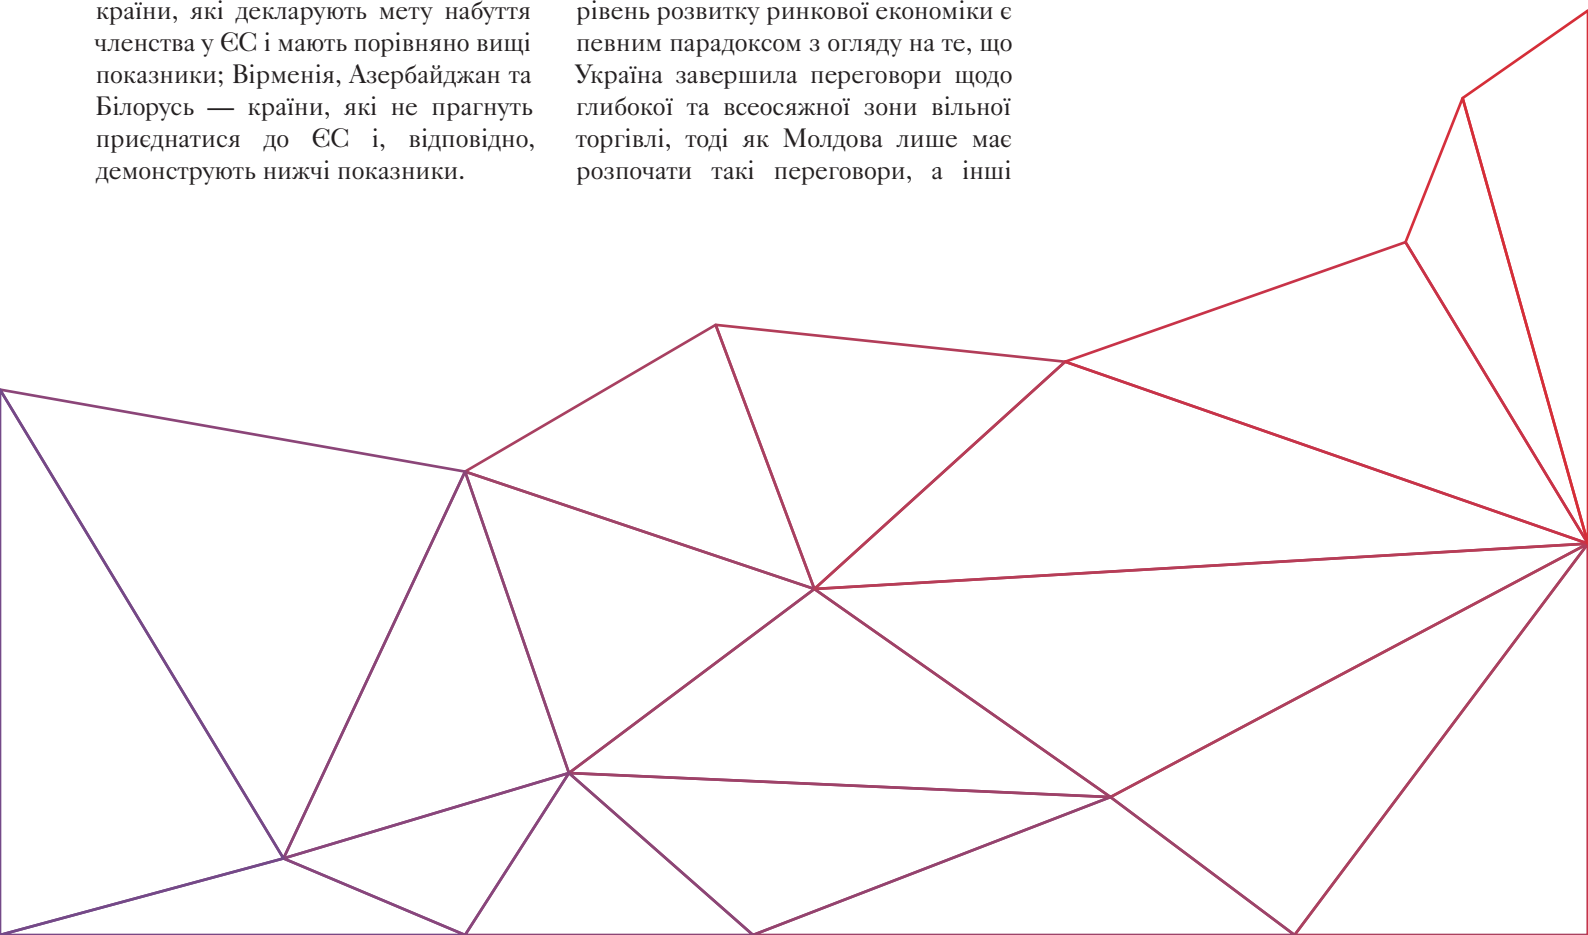 країни, які декларують мету набуття
членства у ЄС і мають порівняно вищі
показники; Вірменія, Азербайджан та
Білорусь — країни, які не прагнуть
приєднатися до ЄС і, відповідно,
демонструють нижчі показники.
рівень розвитку ринкової економіки є
певним парадоксом з огляду на те, що
Україна завершила переговори щодо
глибокої та всеосяжної зони вільної
торгівлі, тоді як Молдова лише має
розпочати такі переговори, а інші